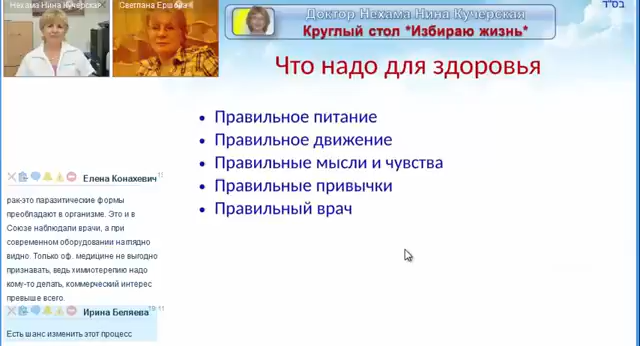 Нехама Нина Кучерская
Светлана Ершова
Доктор Нехама Нина Кучерская
Круглый стол *Избираю жизнь*
בס"ד
Что надо для здоровья
• Правильное питание
• Правильное движение
• Правильные мысли и чувства
• Правильные привычки
• Правильный врач
Елена Конахевич
рак-это паразитические формы
преобладают в организме. Это и в
Союзе наблюдали врачи, а при
современном оборудовании наглядно
видно. Только оф. медицине не выгодно
признавать, ведь химиотерепию надо
кому-то делать, коммерческий интерес
превыше всего.
Ирина Беляева
Есть шанс изменить этот процесс